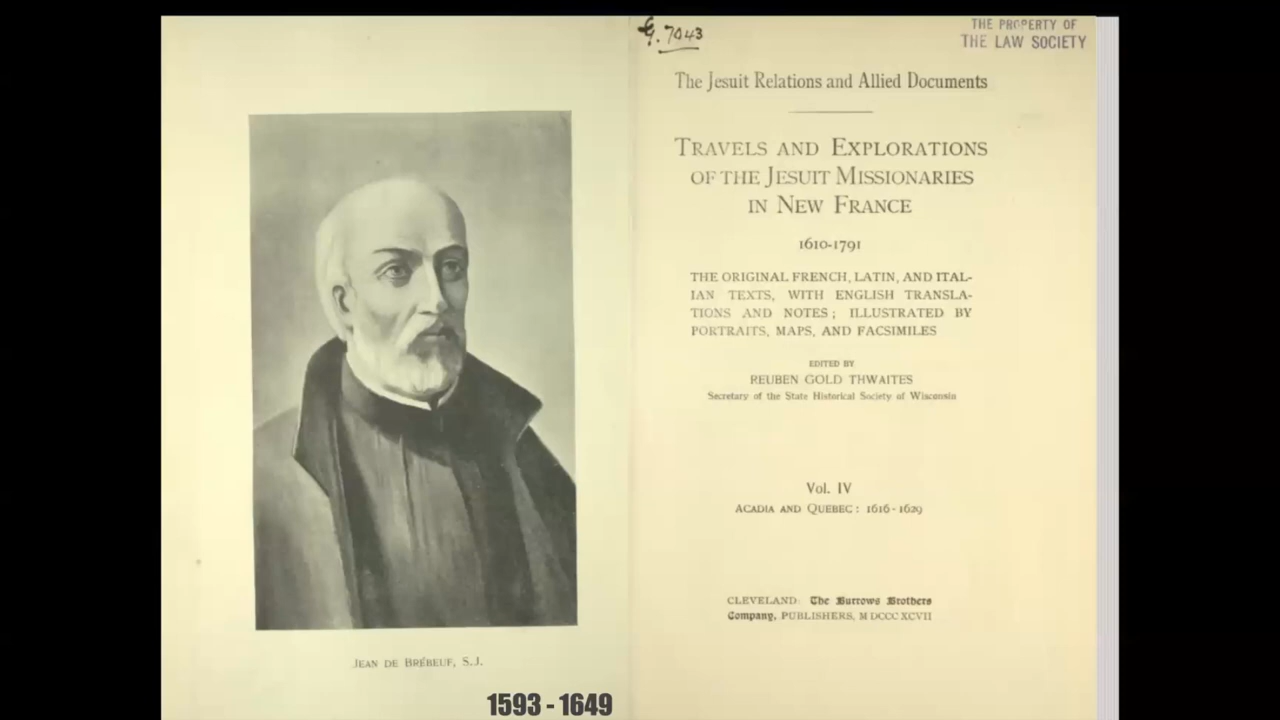 G. 7043
THE PROPERTY OF
THE LAW SOCIETY
The Jesuit Relations and Allied Documents
TRAVELS AND EXPLORATIONS
OF THE JESUIT MISSIONARIES
IN NEW FRANCE
1610-1791
THE ORIGINAL FRENCH, LATIN, AND ITAL-
IAN TEXTS, WITH ENGLISH TRANSLA-
TIONS AND NOTES; ILLUSTRATED BY
PORTRAITS, MAPS, AND FACSIMILES
EDITED BY
REUBEN GOLD THWAITES
Secretary of the State Historical Society of Wisconsin
Vol. IV
ACADIA AND QUEBEC: 1616-1629
CLEVELAND: The Burrows Brothers
Company, PUBLISHERS, M DCCC XCVII
JEAN DE BRÉBEUF, S.J.
1593 - 1649